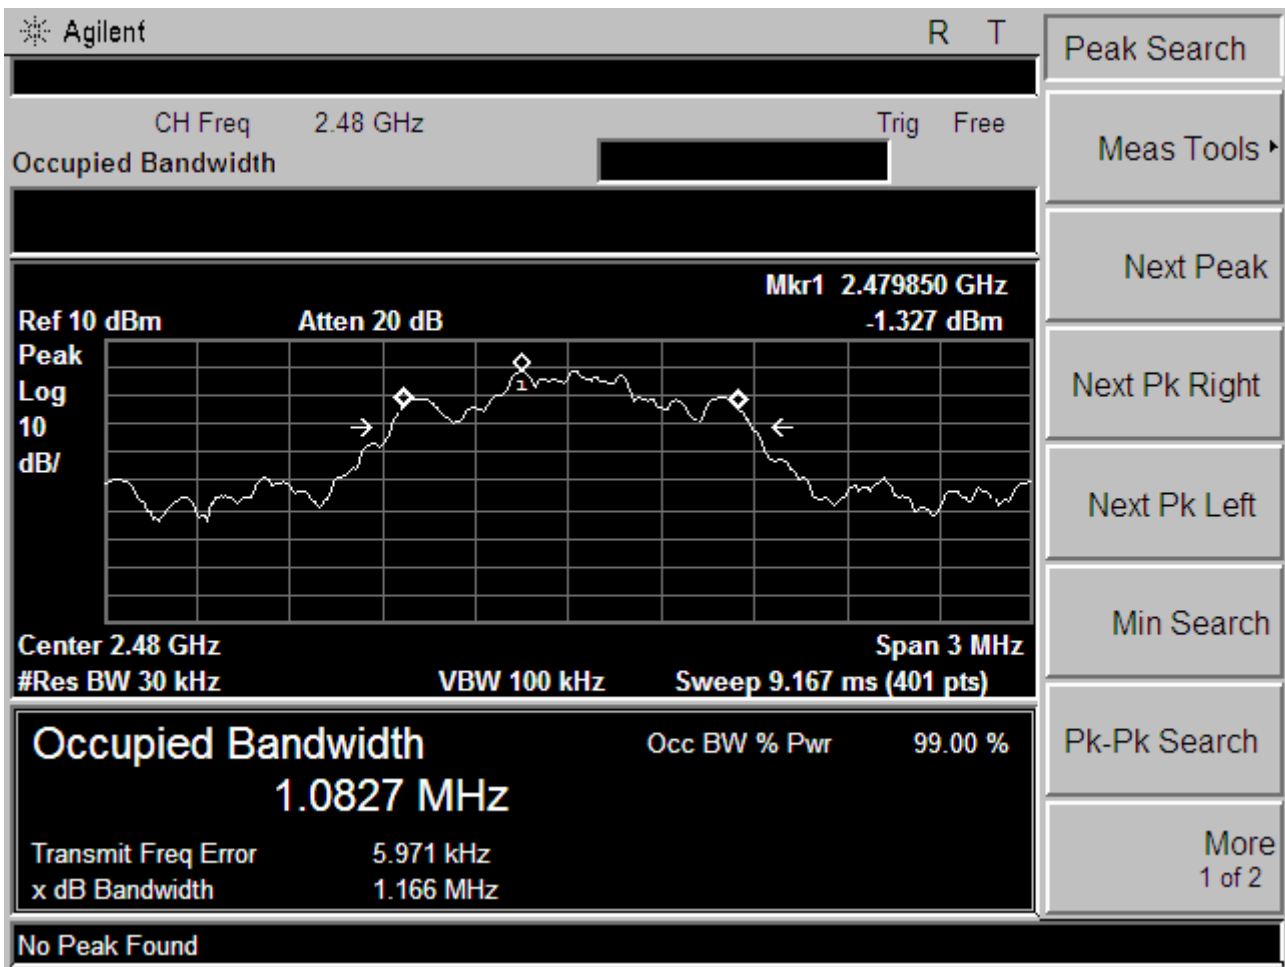 Agilent R T
Peak Search
CH Freq 2.48 GHz Trig Free
Occupied Bandwidth
Meas Tools
Next Peak
Mkr1 2.479850 GHz
Ref 10 dBm Atten 20 dB -1.327 dBm
Peak
Log
10
dB/
1
Next Pk Right
Next Pk Left
Center 2.48 GHz Span 3 MHz
#Res BW 30 kHz VBW 100 kHz Sweep 9.167 ms (401 pts)
Min Search
Occupied Bandwidth Occ BW % Pwr 99.00 %
1.0827 MHz
Transmit Freq Error 5.971 kHz
x dB Bandwidth 1.166 MHz
Pk-Pk Search
More
1 of 2
No Peak Found